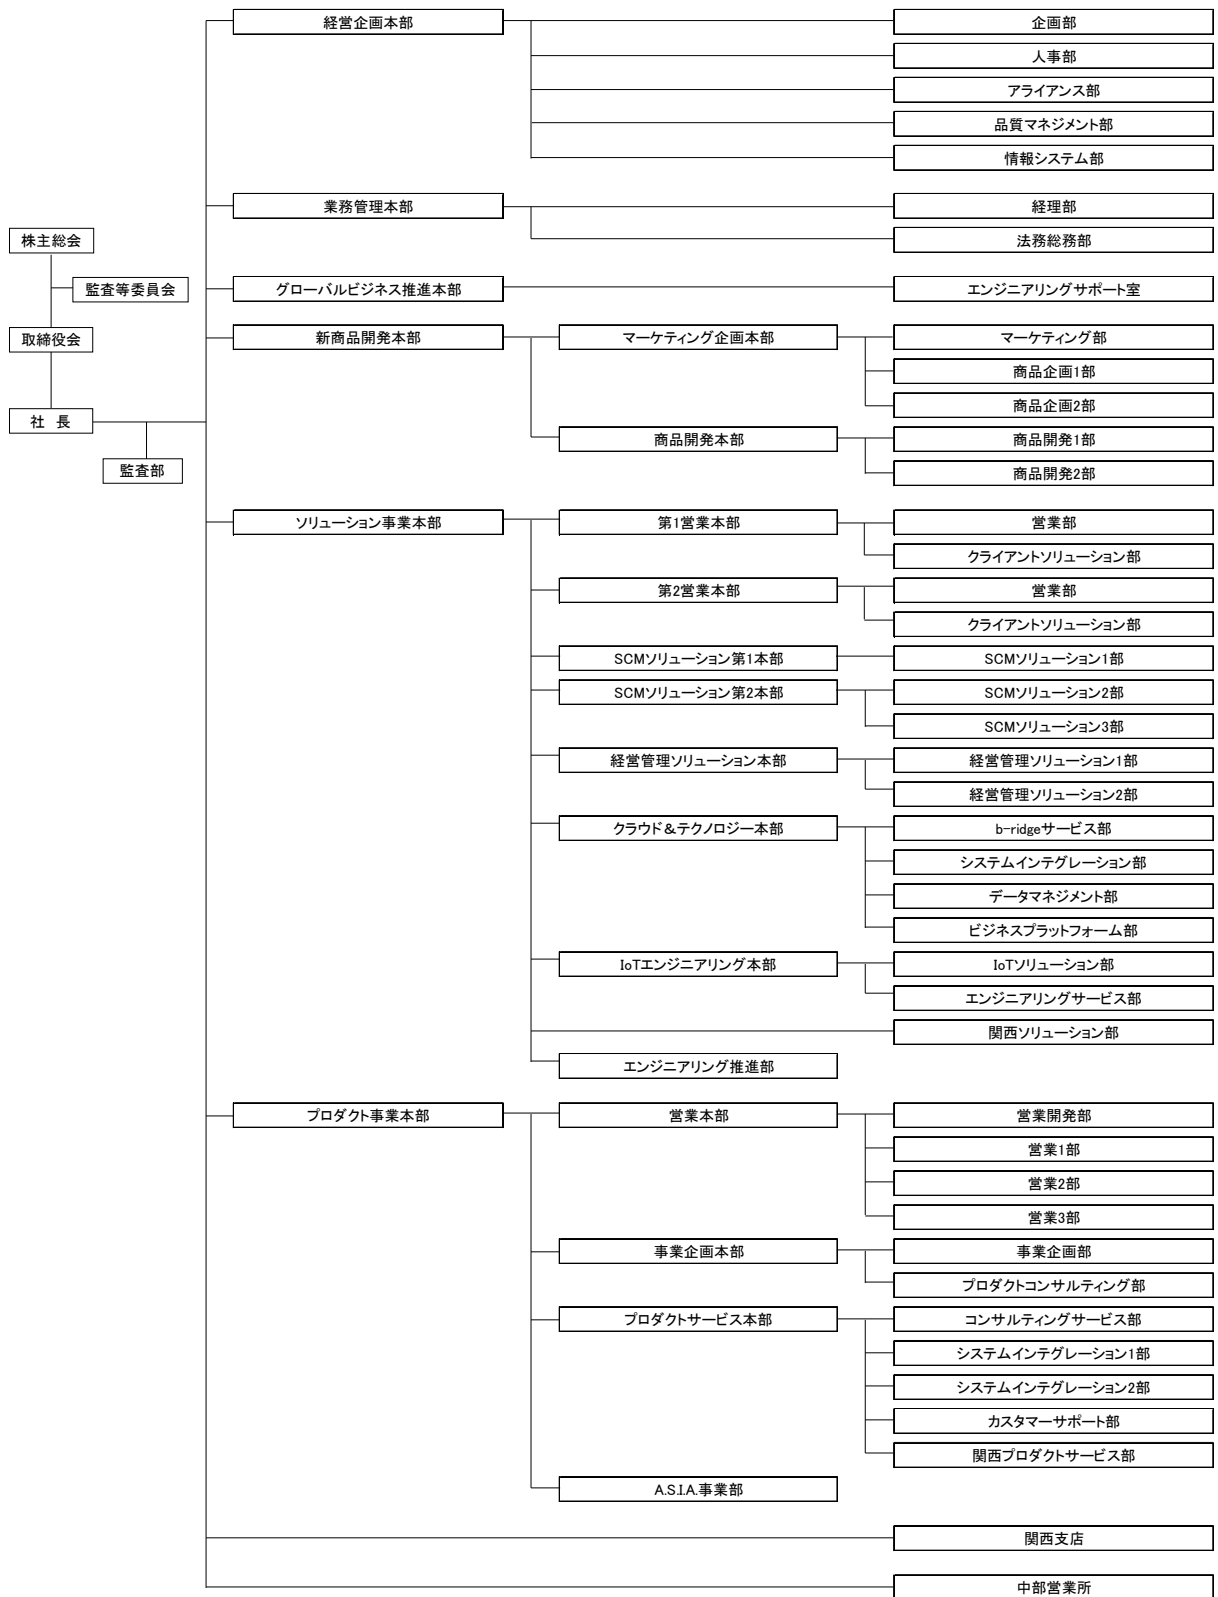 経営企画本部
企画部
人事部
アライアンス部
品質マネジメント部
情報システム部
業務管理本部
経理部
法務総務部
株主総会
監査等委員会
取締役会
社 長
監査部
グローバルビジネス推進本部
エンジニアリングサポート室
新商品開発本部
マーケティング企画本部
マーケティング部
商品企画1部
商品企画2部
商品開発本部
商品開発1部
商品開発2部
ソリューション事業本部
第1営業本部
営業部
クライアントソリューション部
第2営業本部
営業部
クライアントソリューション部
SCMソリューション第1本部
SCMソリューション1部
SCMソリューション第2本部
SCMソリューション2部
SCMソリューション3部
経営管理ソリューション本部
経営管理ソリューション1部
経営管理ソリューション2部
クラウド&テクノロジー本部
b-ridgeサービス部
システムインテグレーション部
データマネジメント部
ビジネスプラットフォーム部
IoTエンジニアリング本部
IoTソリューション部
エンジニアリングサービス部
関西ソリューション部
エンジニアリング推進部
プロダクト事業本部
営業本部
営業開発部
営業1部
営業2部
営業3部
事業企画本部
事業企画部
プロダクトコンサルティング部
プロダクトサービス本部
コンサルティングサービス部
システムインテグレーション1部
システムインテグレーション2部
カスタマーサポート部
関西プロダクトサービス部
A.S.I.A.事業部
関西支店
中部営業所